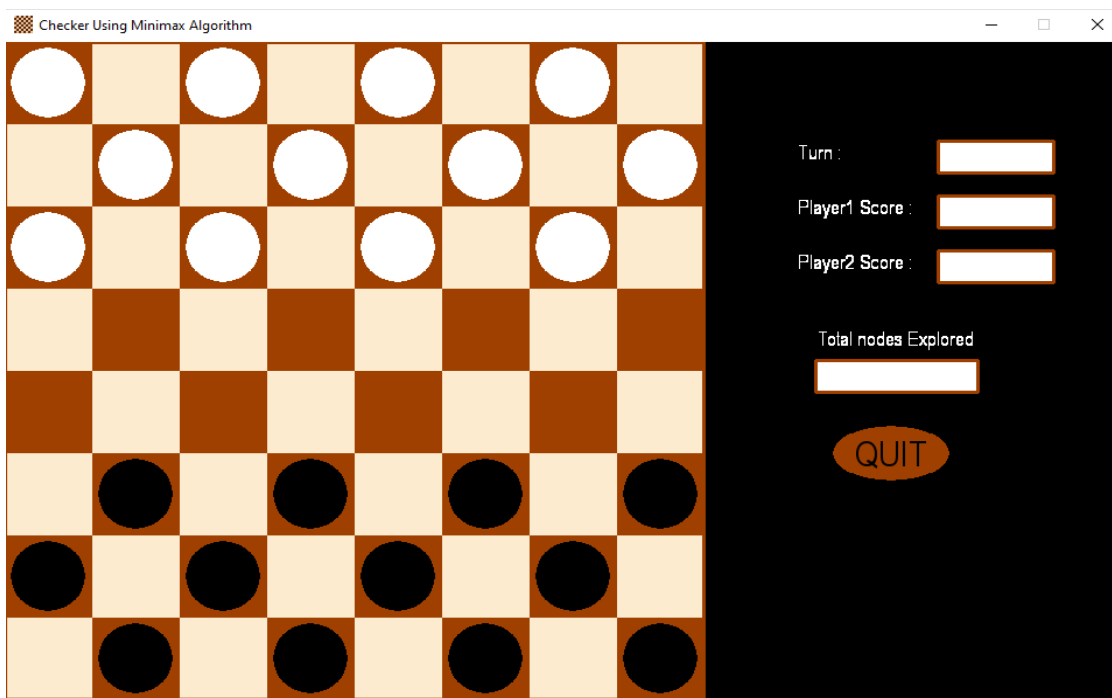 Checker Using Minimax Algorithm
Turn :
Player1 Score :
Player2 Score :
Total nodes Explored
QUIT